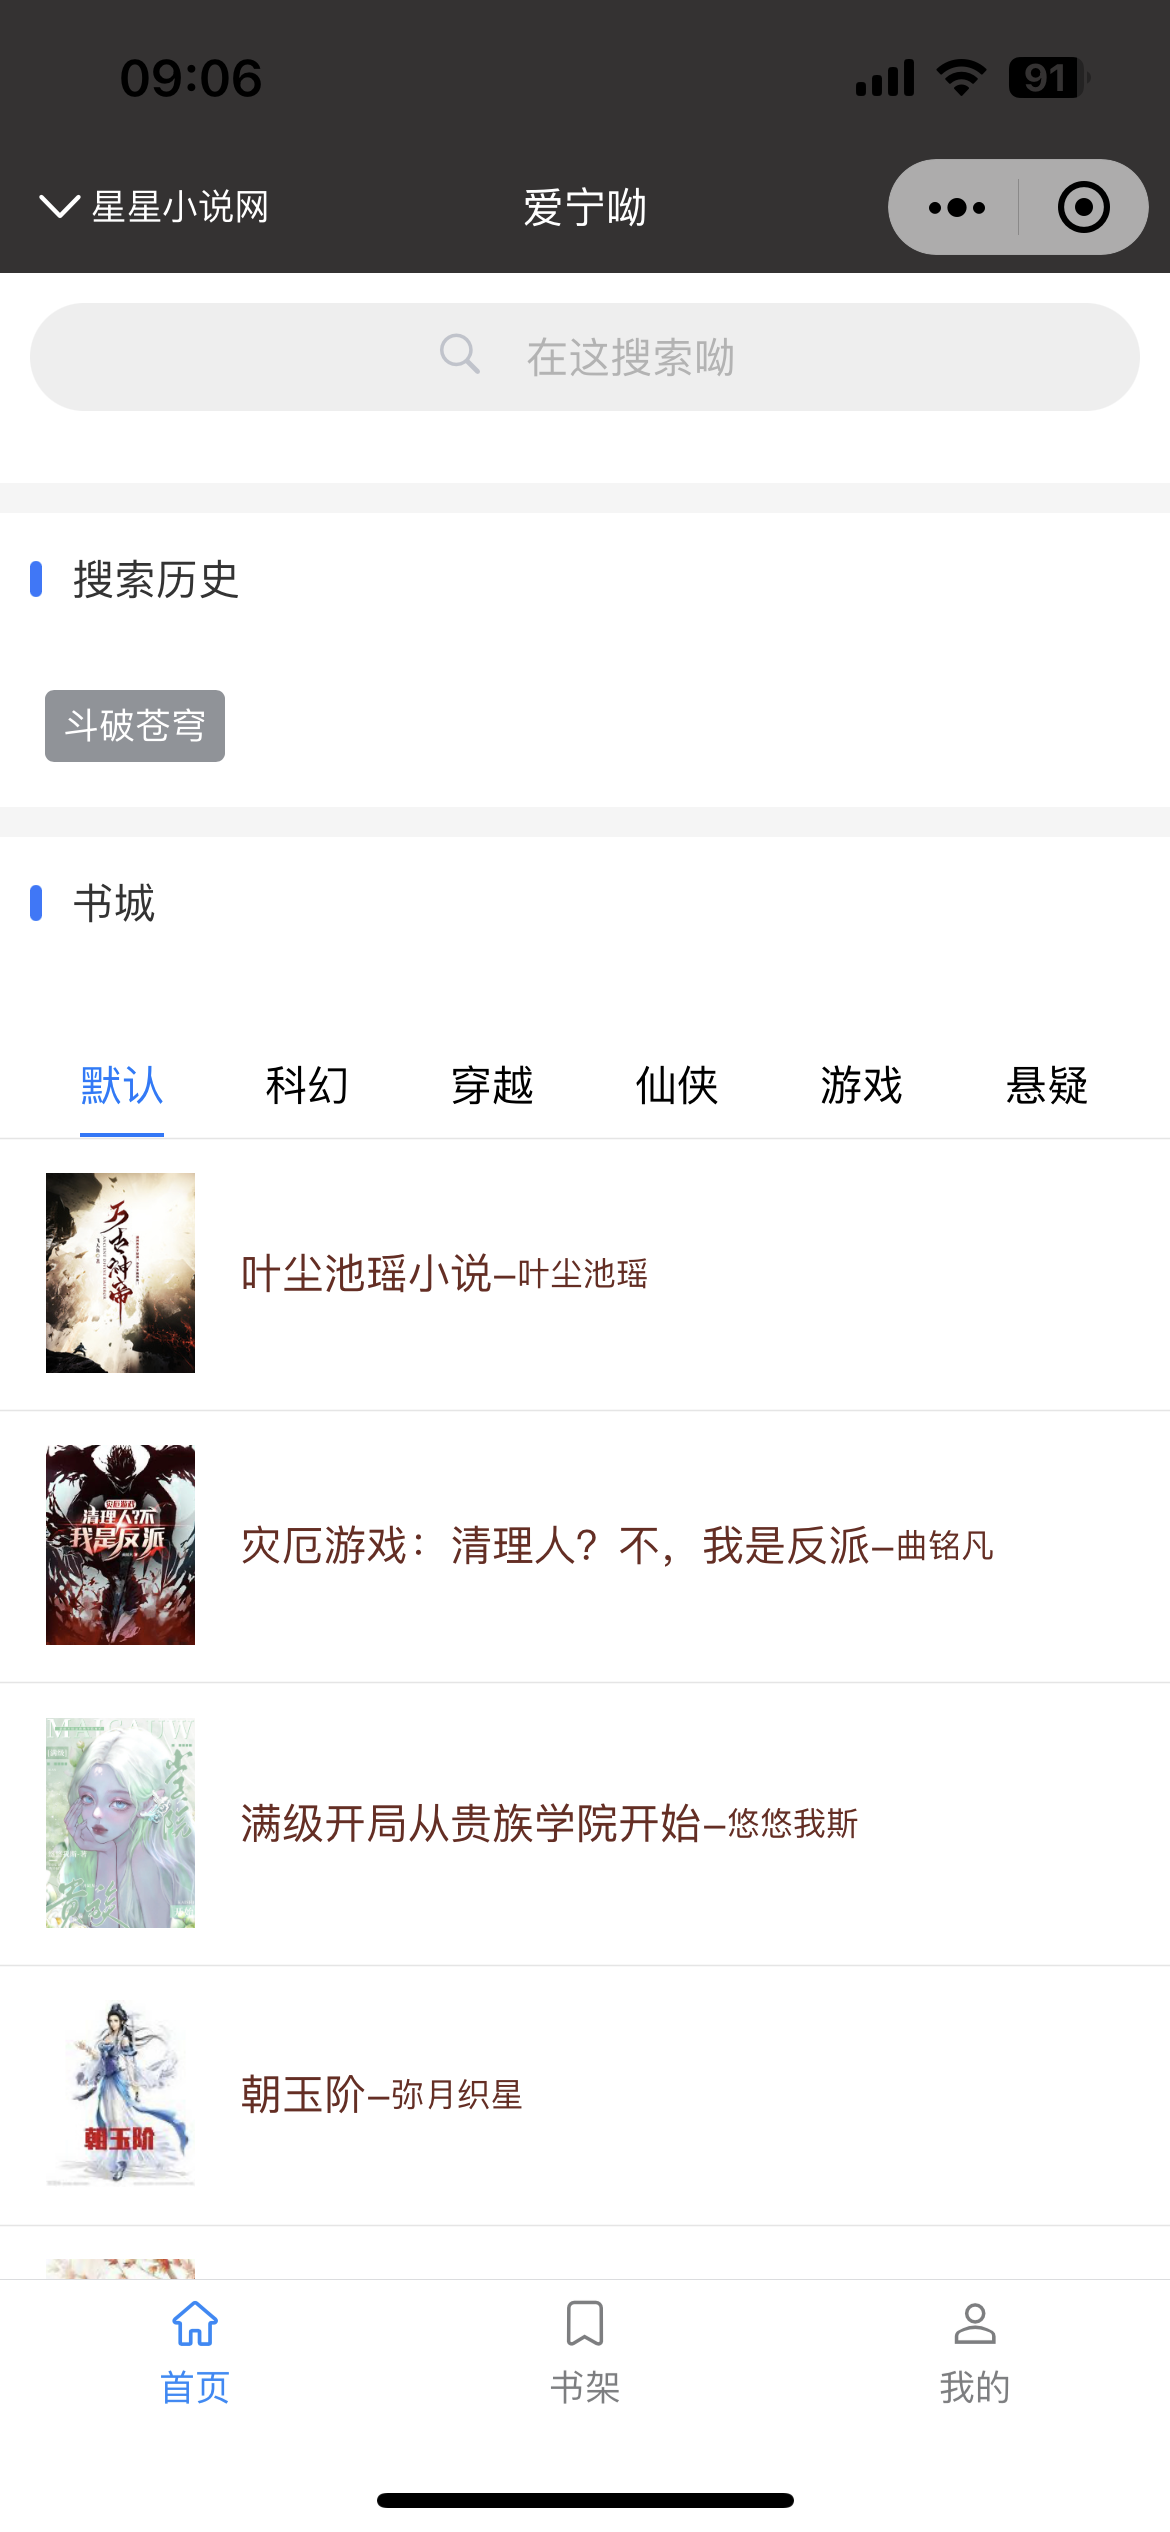 09:06
91
星星小说网
爱宁呦
在这搜索呦
搜索历史
斗破苍穹
书城
默认 科幻 穿越 仙侠 游戏 悬疑
万古神帝
叶尘池瑶小说–叶尘池瑶
灾厄游戏
清理人?不
我是反派
灾厄游戏：清理人？不，我是反派–曲铭凡
满级开局从贵族学院开始–悠悠我斯
朝玉阶
朝玉阶–弥月织星
首页 书架 我的